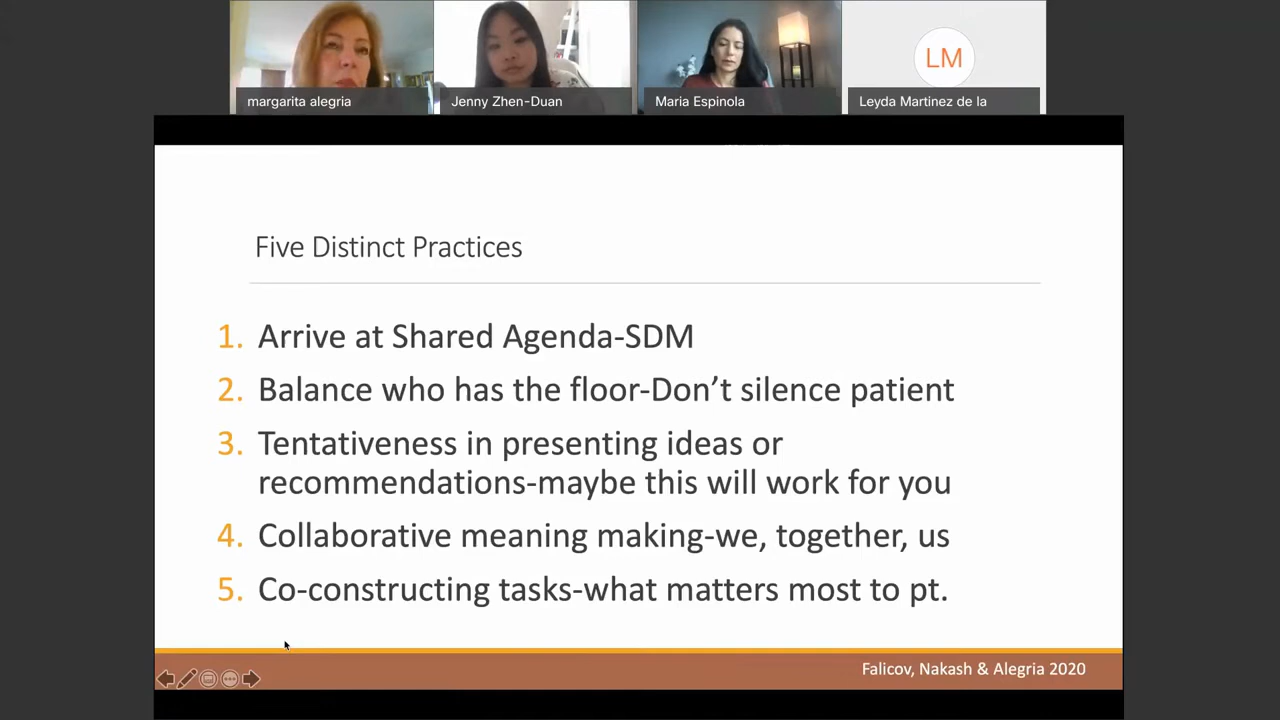 margarita alegria
Jenny Zhen-Duan
Maria Espinola
LM
Leyda Martinez de la
Five Distinct Practices
1. Arrive at Shared Agenda-SDM
2. Balance who has the floor-Don’t silence patient
3. Tentativeness in presenting ideas or
recommendations-maybe this will work for you
4. Collaborative meaning making-we, together, us
5. Co-constructing tasks-what matters most to pt.
Falicov, Nakash & Alegria 2020